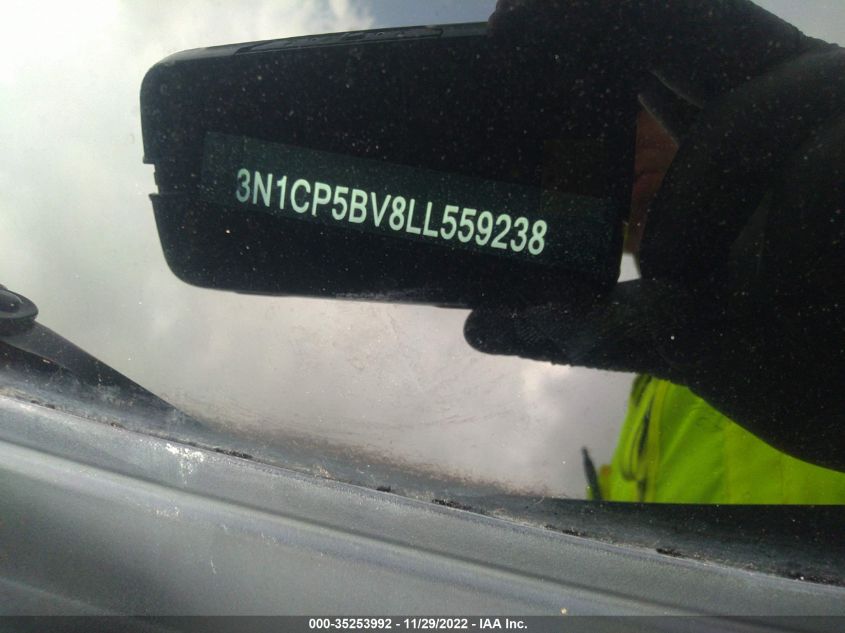 3N1CP5BV8LL559238
000-35253992 - 11/29/2022 - IAA Inc.